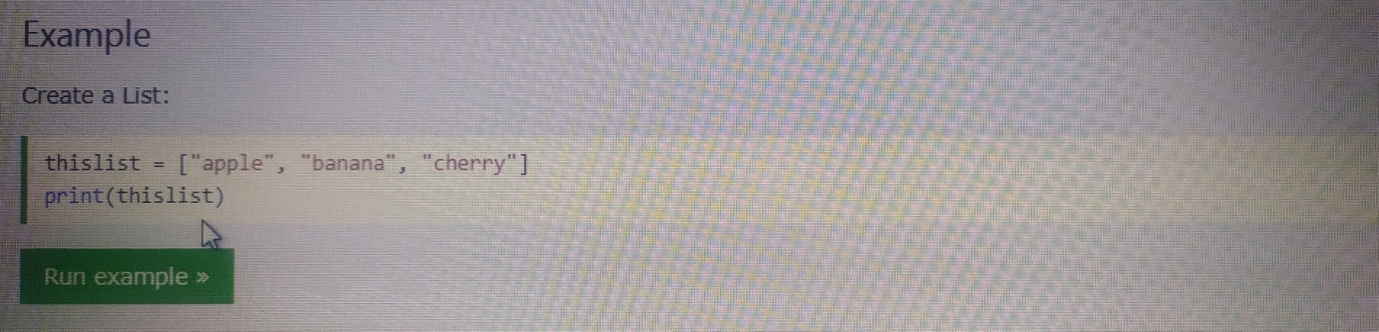 Example
Create a List:
thislist = ["apple", "banana", "cherry"]
print(thislist)
Run example »